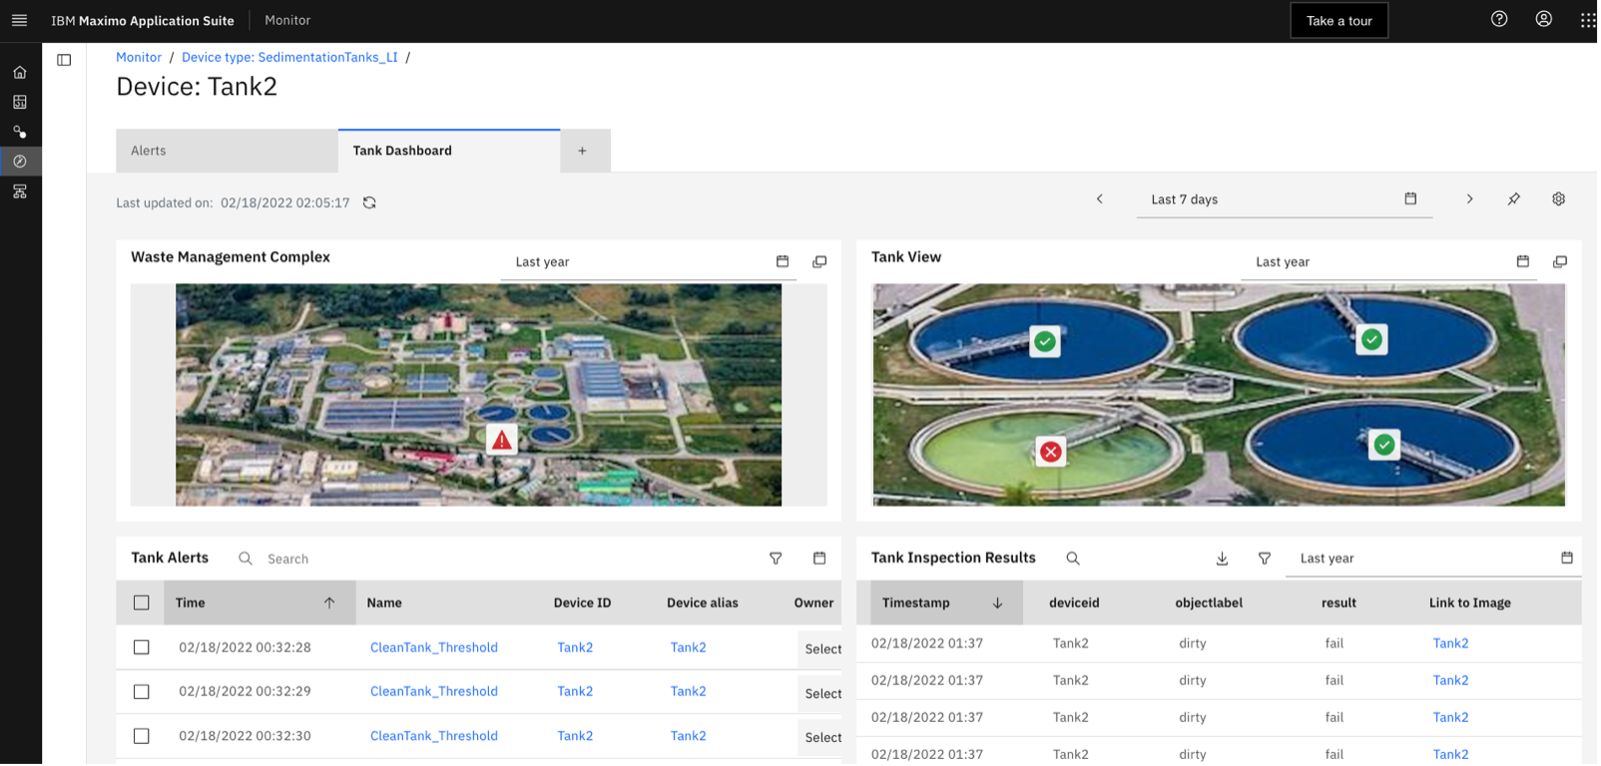 IBM Maximo Application Suite Monitor Take a tour
Monitor / Device type: SedimentationTanks_LI /
Device: Tank2
Alerts Tank Dashboard +
Last updated on: 02/18/2022 02:05:17 Last 7 days
Waste Management Complex Last year
Tank View Last year
Tank Alerts Search
Time Name Device ID Device alias Owner
02/18/2022 00:32:28 CleanTank_Threshold Tank2 Tank2 Select
02/18/2022 00:32:29 CleanTank_Threshold Tank2 Tank2 Select
02/18/2022 00:32:30 CleanTank_Threshold Tank2 Tank2 Select
Tank Inspection Results Last year
Timestamp deviceid objectlabel result Link to Image
02/18/2022 01:37 Tank2 dirty fail Tank2
02/18/2022 01:37 Tank2 dirty fail Tank2
02/18/2022 01:37 Tank2 dirty fail Tank2
02/18/2022 01:37 Tank2 dirty fail Tank2